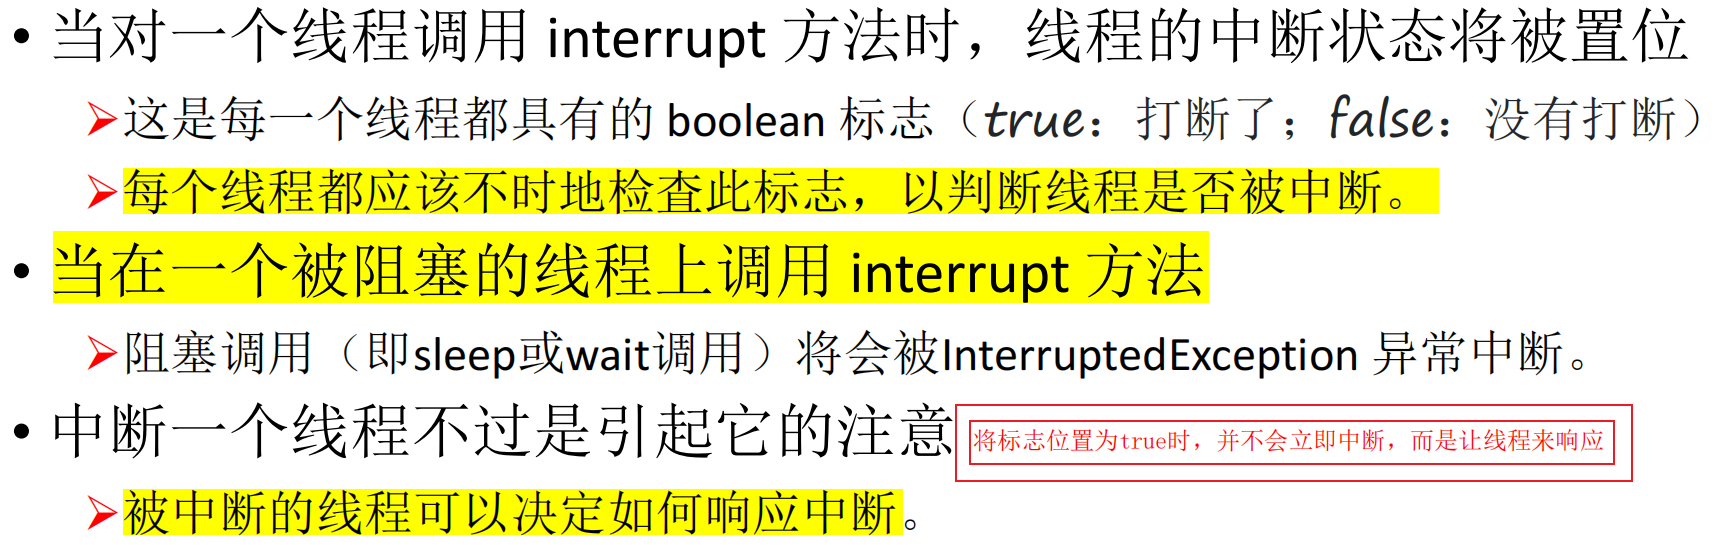 • 当对一个线程调用 interrupt 方法时，线程的中断状态将被置位
➢这是每一个线程都具有的 boolean 标志（true：打断了；false：没有打断）
➢每个线程都应该不时地检查此标志，以判断线程是否被中断。
• 当在一个被阻塞的线程上调用 interrupt 方法
➢阻塞调用（即sleep或wait调用）将会被InterruptedException 异常中断。
• 中断一个线程不过是引起它的注意 将标志位置为true时，并不会立即中断，而是让线程来响应
➢被中断的线程可以决定如何响应中断。